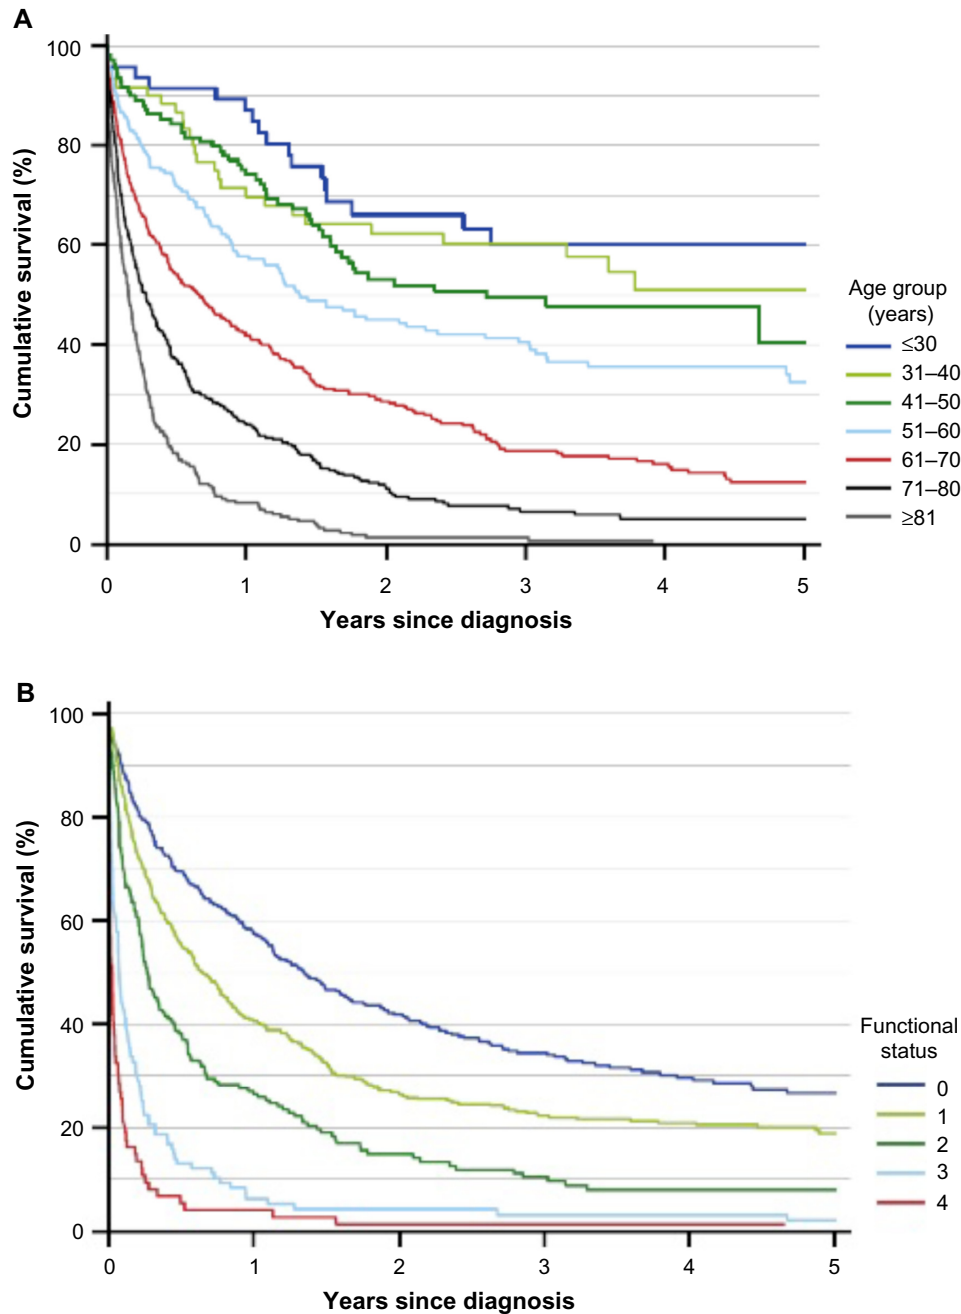 A
100
80
60
40
20
0
Cumulative survival (%)
0 1 2 3 4 5
Years since diagnosis
Age group
(years)
≤30
31–40
41–50
51–60
61–70
71–80
≥81
B
100
80
60
40
20
0
Cumulative survival (%)
0 1 2 3 4 5
Years since diagnosis
Functional
status
0
1
2
3
4